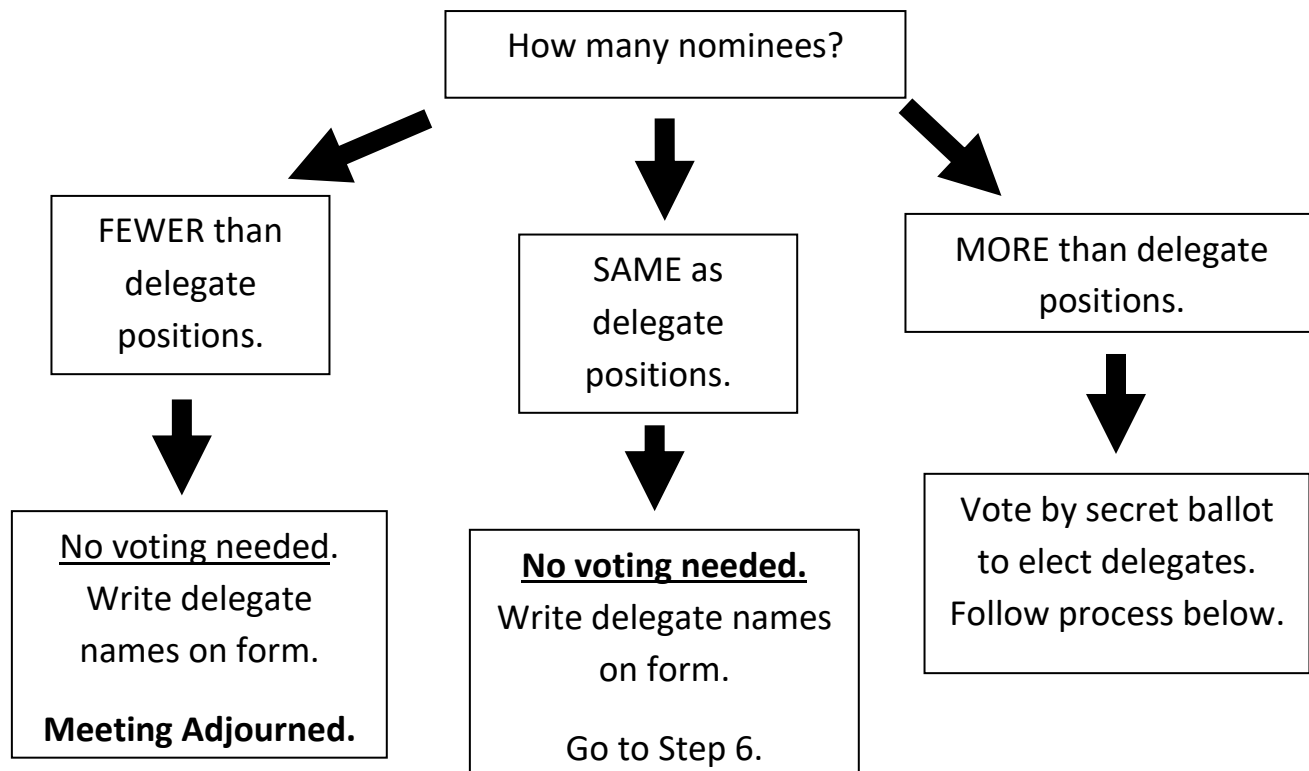 How many nominees?
FEWER than
delegate
positions.
SAME as
delegate
positions.
MORE than delegate
positions.
No voting needed.
Write delegate
names on form.
Meeting Adjourned.
No voting needed.
Write delegate names
on form.
Go to Step 6.
Vote by secret ballot
to elect delegates.
Follow process below.